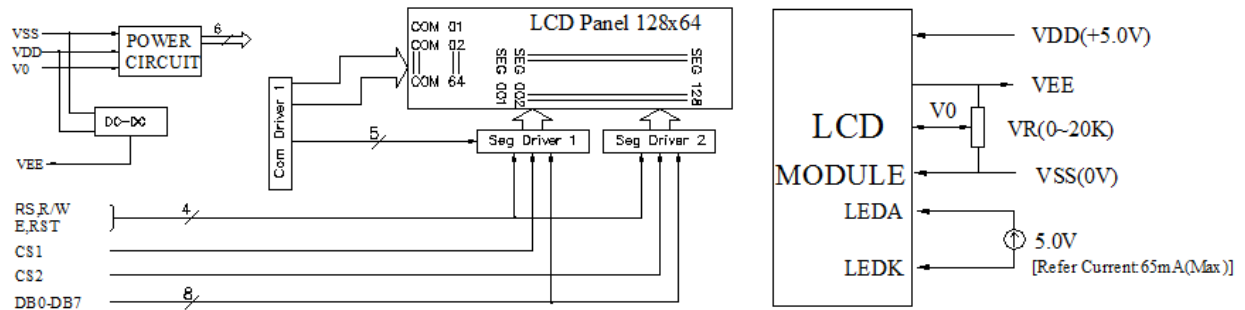 VSS
VDD
V0
POWER
CIRCUIT
6
DC-DC
VEE
LCD Panel 128x64
COM 01
COM 02
COM 64
SEG 001
SEG 002
SEG 128
Com Driver 1
5
Seg Driver 1
Seg Driver 2
RS,R/W
E,RST
4
CS1
CS2
DB0-DB7
8
LCD
MODULE
VDD(+5.0V)
VEE
V0
VR(0~20K)
VSS(0V)
LEDA
5.0V
LEDK
[Refer Current:65mA(Max)]